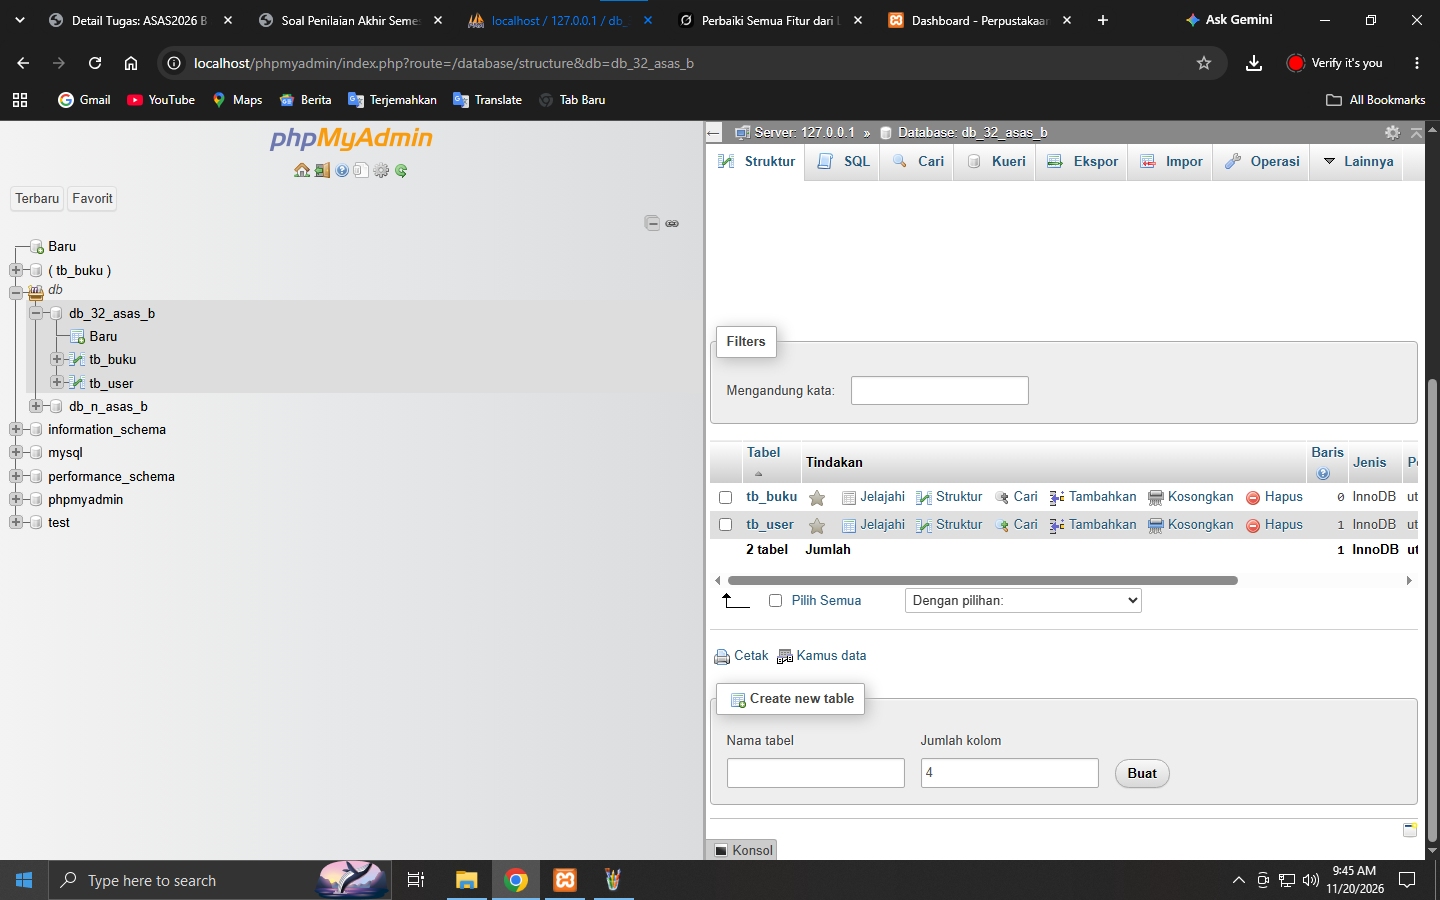 Detail Tugas: ASAS2026 B
Soal Penilaian Akhir Semes
localhost / 127.0.0.1 / db_
Perbaiki Semua Fitur dari L
Dashboard - Perpustakaan
Ask Gemini
localhost/phpmyadmin/index.php?route=/database/structure&db=db_32_asas_b
Verify it's you
Gmail
YouTube
Maps
Berita
Terjemahkan
Translate
Tab Baru
All Bookmarks
phpMyAdmin
Terbaru
Favorit
Baru
( tb_buku )
db
db_32_asas_b
Baru
tb_buku
tb_user
db_n_asas_b
information_schema
mysql
performance_schema
phpmyadmin
test
Server: 127.0.0.1 » Database: db_32_asas_b
Struktur
SQL
Cari
Kueri
Ekspor
Impor
Operasi
Lainnya
Filters
Mengandung kata:
Tabel Tindakan Baris Jenis
tb_buku Jelajahi Struktur Cari Tambahkan Kosongkan Hapus 0 InnoDB ut
tb_user Jelajahi Struktur Cari Tambahkan Kosongkan Hapus 1 InnoDB ut
2 tabel Jumlah 1 InnoDB ut
Pilih Semua
Dengan pilihan:
Cetak
Kamus data
Create new table
Nama tabel
Jumlah kolom
4
Buat
Konsol
Type here to search
9:45 AM
11/20/2026